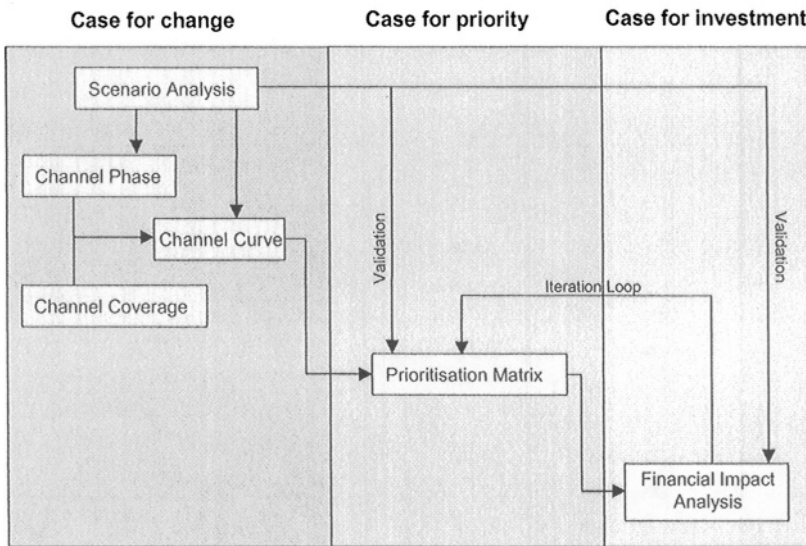 Case for change
Case for priority
Case for investment
Scenario Analysis
Channel Phase
Channel Curve
Channel Coverage
Validation
Validation
Iteration Loop
Prioritisation Matrix
Financial Impact
Analysis